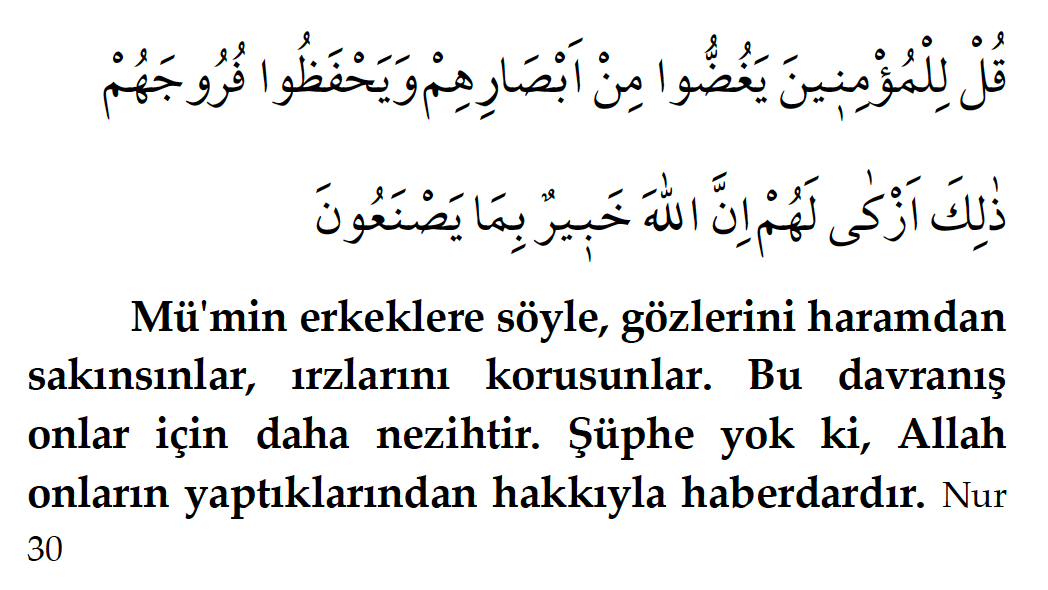 قُلْ لِلْمُؤْمِن۪ينَ يَغُضُّوا مِنْ اَبْصَارِهِمْ وَيَحْفَظُوا فُرُوجَهُمْ
ذٰلِكَ اَزْكٰى لَهُمْ اِنَّ اللّٰهَ خَب۪يرٌ بِمَا يَصْنَعُونَ
Mü'min erkeklere söyle, gözlerini haramdan
sakınsınlar, ırzlarını korusunlar. Bu davranış
onlar için daha nezihtir. Şüphe yok ki, Allah
onların yaptıklarından hakkıyla haberdardır. Nur
30